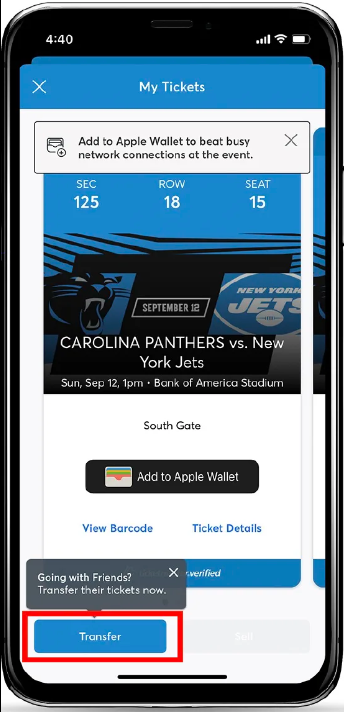 4:40
My Tickets
Add to Apple Wallet to beat busy
network connections at the event.
SEC ROW SEAT
125 18 15
SEPTEMBER 12
NEW YORK
JETS
CAROLINA PANTHERS vs. New
York Jets
Sun, Sep 12, 1pm • Bank of America Stadium
South Gate
Add to Apple Wallet
View Barcode Ticket Details
verified
Going with Friends?
Transfer their tickets now.
Transfer Sell